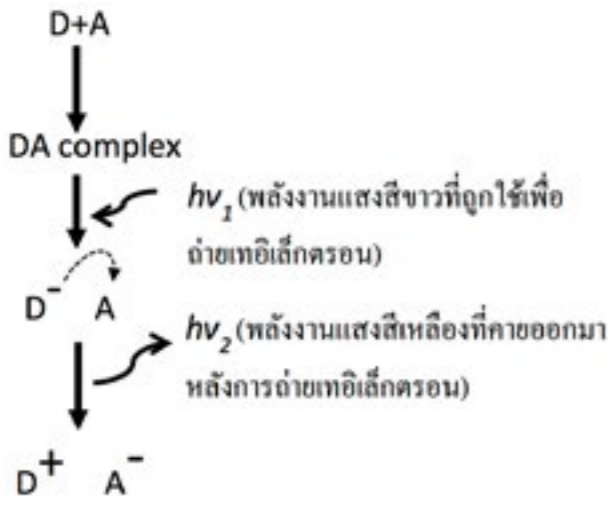 D+A
DA complex
hv₁ (พลังงานแสงสีขาวที่ถูกใช้เพื่อ
ถ่ายเทอิเล็กตรอน)
D⁻ A
hv₂ (พลังงานแสงสีเหลืองที่คายออกมา
หลังการถ่ายเทอิเล็กตรอน)
D⁺ A⁻